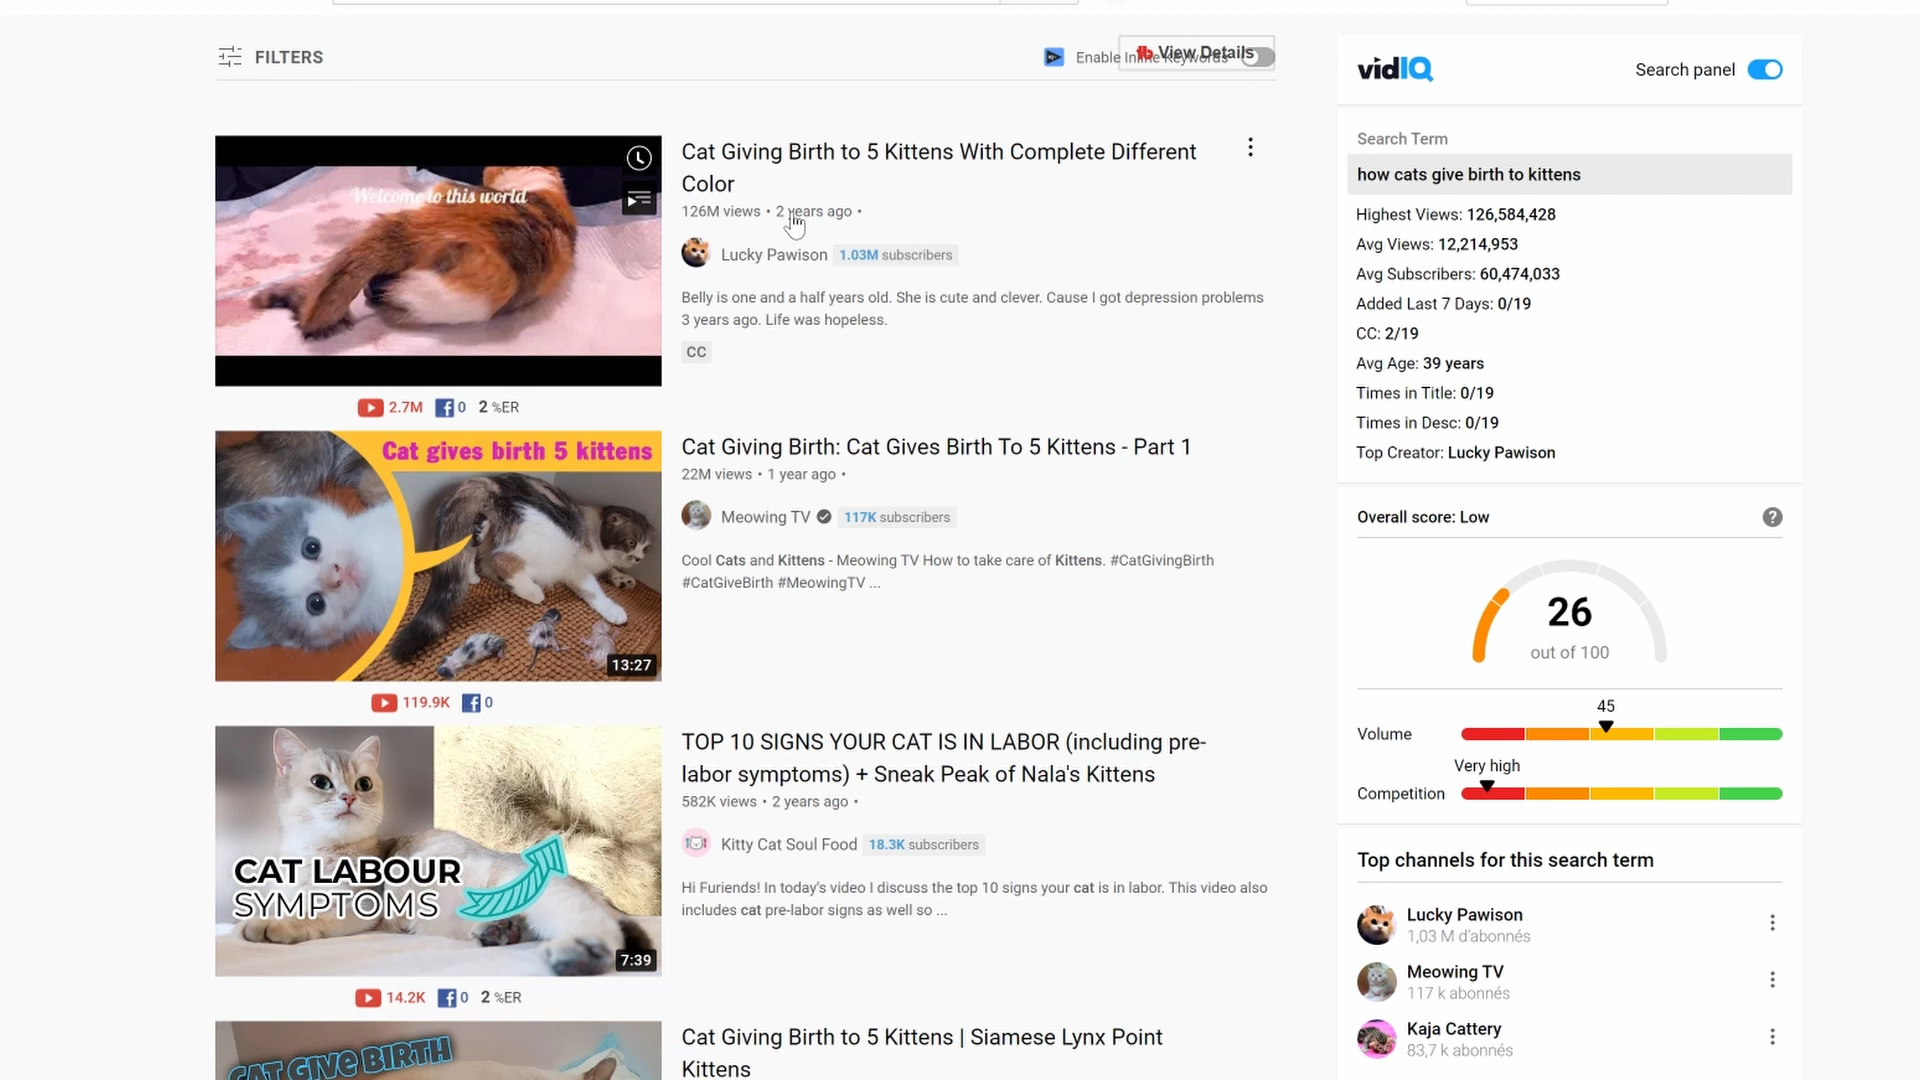 FILTERS
View Details
Enable Inline Keywords
Welcome to this world
Cat Giving Birth to 5 Kittens With Complete Different
Color
126M views • 2 years ago •
Lucky Pawison 1.03M subscribers
Belly is one and a half years old. She is cute and clever. Cause I got depression problems
3 years ago. Life was hopeless.
CC
2.7M 0 2 %ER
Cat gives birth 5 kittens
13:27
Cat Giving Birth: Cat Gives Birth To 5 Kittens - Part 1
22M views • 1 year ago •
Meowing TV 117K subscribers
Cool Cats and Kittens - Meowing TV How to take care of Kittens. #CatGivingBirth
#CatGiveBirth #MeowingTV ...
119.9K 0
CAT LABOUR
SYMPTOMS
7:39
TOP 10 SIGNS YOUR CAT IS IN LABOR (including pre-
labor symptoms) + Sneak Peak of Nala's Kittens
582K views • 2 years ago •
Kitty Cat Soul Food 18.3K subscribers
Hi Furiends! In today's video I discuss the top 10 signs your cat is in labor. This video also
includes cat pre-labor signs as well so ...
14.2K 0 2 %ER
CAT GIVE BIRTH
Cat Giving Birth to 5 Kittens | Siamese Lynx Point
Kittens
vidIQ
Search panel
Search Term
how cats give birth to kittens
Highest Views: 126,584,428
Avg Views: 12,214,953
Avg Subscribers: 60,474,033
Added Last 7 Days: 0/19
CC: 2/19
Avg Age: 39 years
Times in Title: 0/19
Times in Desc: 0/19
Top Creator: Lucky Pawison
Overall score: Low
?
26
out of 100
45
Volume
Very high
Competition
Top channels for this search term
Lucky Pawison
1,03 M d'abonnés
Meowing TV
117 k abonnés
Kaja Cattery
83,7 k abonnés